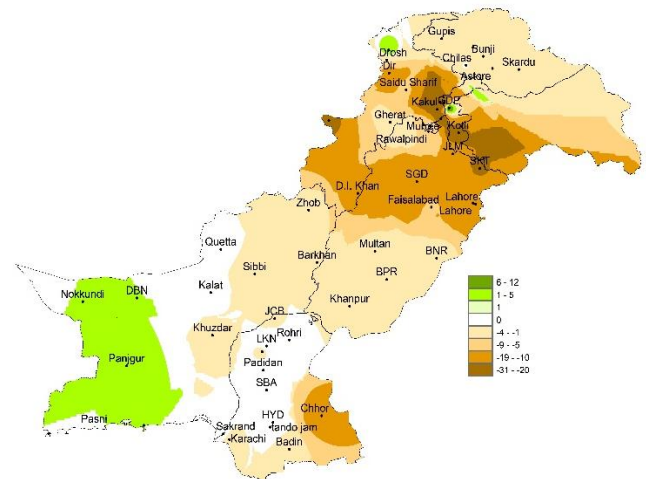 Gupis
Bunji
Drosh
Chilas
Skardu
Dir
Astore
Saidu Sharif
Kakul
GDP
Gherat
Murree
Kotli
Rawalpindi
JLM
SKT
D.I. Khan
SGD
Zhob
Faisalabad
Lahore
Lahore
Quetta
Multan
BNR
Barkhan
Sibbi
BPR
Kalat
DBN
Nokkundi
Khanpur
JCB
Khuzdar
LKN
Rohri
Panjgur
Padidan
SBA
Pasni
Chhor
HYD
tando jam
Sakrand
Karachi
Badin
6 - 12
1 - 5
1
0
-4 - -1
-9 - -5
-19 - -10
-31 - -20